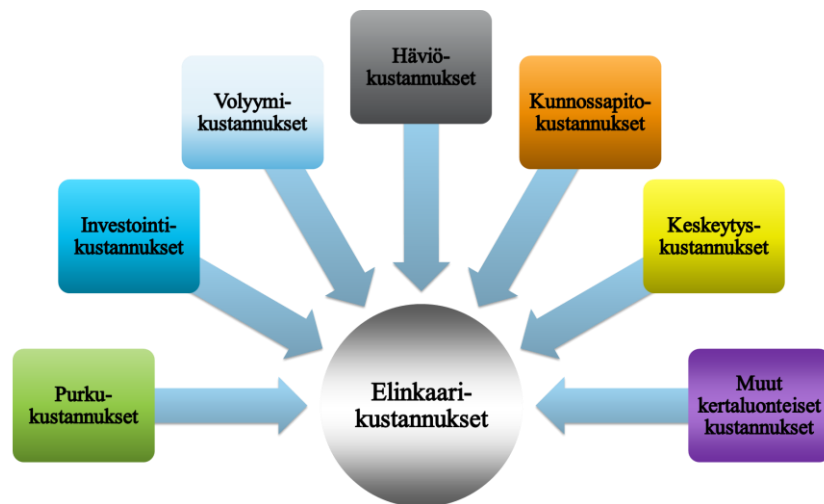 Häviö-
kustannukset
Volyymi-
kustannukset
Kunnossapito-
kustannukset
Investointi-
kustannukset
Keskeytys-
kustannukset
Purku-
kustannukset
Elinkaari-
kustannukset
Muut
kertaluonteiset
kustannukset